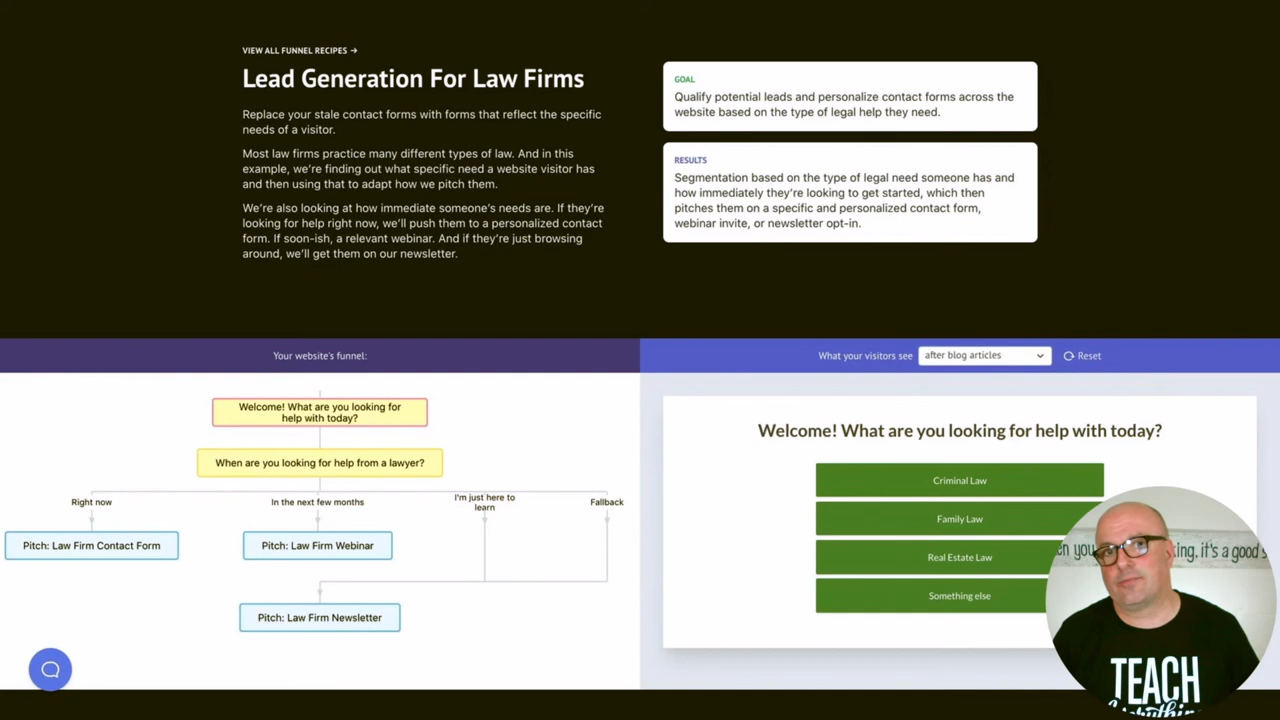 VIEW ALL FUNNEL RECIPES →
Lead Generation For Law Firms
Replace your stale contact forms with forms that reflect the specific
needs of a visitor.
Most law firms practice many different types of law. And in this
example, we're finding out what specific need a website visitor has
and then using that to adapt how we pitch them.
We're also looking at how immediate someone's needs are. If they're
looking for help right now, we'll push them to a personalized contact
form. If soon-ish, a relevant webinar. And if they're just browsing
around, we'll get them on our newsletter.
GOAL
Qualify potential leads and personalize contact forms across the
website based on the type of legal help they need.
RESULTS
Segmentation based on the type of legal need someone has and
how immediately they're looking to get started, which then
pitches them on a specific and personalized contact form,
webinar invite, or newsletter opt-in.
Your website's funnel:
Welcome! What are you looking for
help with today?
When are you looking for help from a lawyer?
Right now
In the next few months
I'm just here to
learn
Fallback
Pitch: Law Firm Contact Form
Pitch: Law Firm Webinar
Pitch: Law Firm Newsletter
What your visitors see
after blog articles
Reset
Welcome! What are you looking for help with today?
Criminal Law
Family Law
Real Estate Law
Something else
you
king, it's a good
TEACH